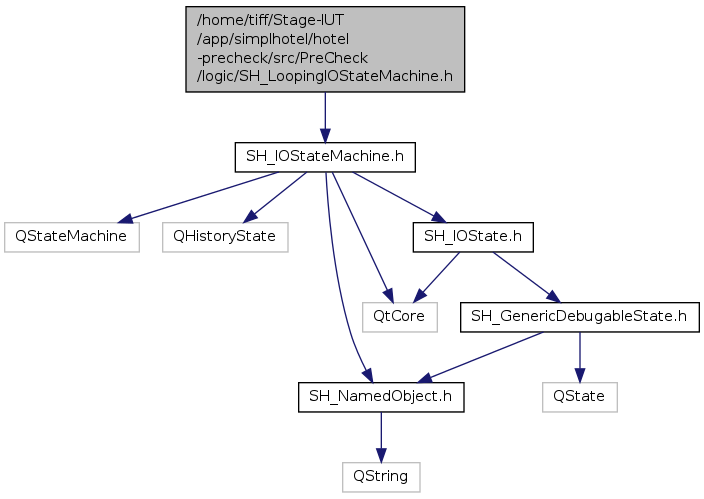 /home/tiff/Stage-IUT
/app/simplhotel/hotel
-precheck/src/PreCheck
/logic/SH_LoopingIOStateMachine.h
SH_IOStateMachine.h
QStateMachine
QHistoryState
SH_IOState.h
QtCore
SH_GenericDebugableState.h
SH_NamedObject.h
QState
QString